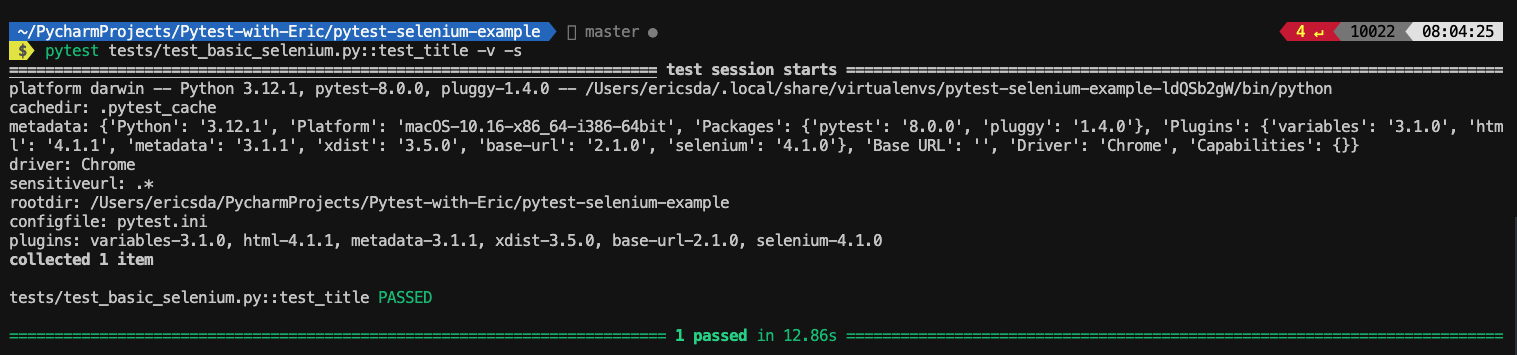 ~/PycharmProjects/Pytest-with-Eric/pytest-selenium-example master ● 4 ↵ 10022 08:04:25
$ pytest tests/test_basic_selenium.py::test_title -v -s
======================================================================== test session starts =========================================================================
platform darwin -- Python 3.12.1, pytest-8.0.0, pluggy-1.4.0 -- /Users/ericsda/.local/share/virtualenvs/pytest-selenium-example-ldQSb2gW/bin/python
cachedir: .pytest_cache
metadata: {'Python': '3.12.1', 'Platform': 'macOS-10.16-x86_64-i386-64bit', 'Packages': {'pytest': '8.0.0', 'pluggy': '1.4.0'}, 'Plugins': {'variables': '3.1.0', 'htm
l': '4.1.1', 'metadata': '3.1.1', 'xdist': '3.5.0', 'base-url': '2.1.0', 'selenium': '4.1.0'}, 'Base URL': '', 'Driver': 'Chrome', 'Capabilities': {}}
driver: Chrome
sensitiveurl: .*
rootdir: /Users/ericsda/PycharmProjects/Pytest-with-Eric/pytest-selenium-example
configfile: pytest.ini
plugins: variables-3.1.0, html-4.1.1, metadata-3.1.1, xdist-3.5.0, base-url-2.1.0, selenium-4.1.0
collected 1 item
tests/test_basic_selenium.py::test_title PASSED
========================================================================= 1 passed in 12.86s =========================================================================